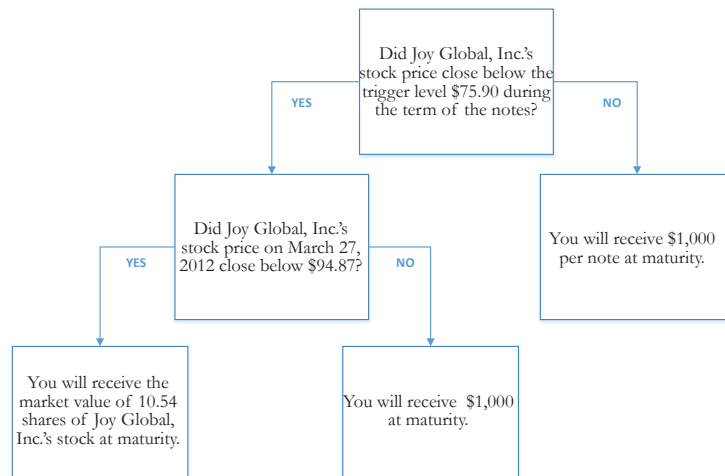 Did Joy Global, Inc.'s
stock price close below the
trigger level $75.90 during
the term of the notes?
YES
NO
Did Joy Global, Inc.'s
stock price on March 27,
2012 close below $94.87?
You will receive $1,000
per note at maturity.
YES
NO
You will receive the
market value of 10.54
shares of Joy Global,
Inc.'s stock at maturity.
You will receive $1,000
at maturity.